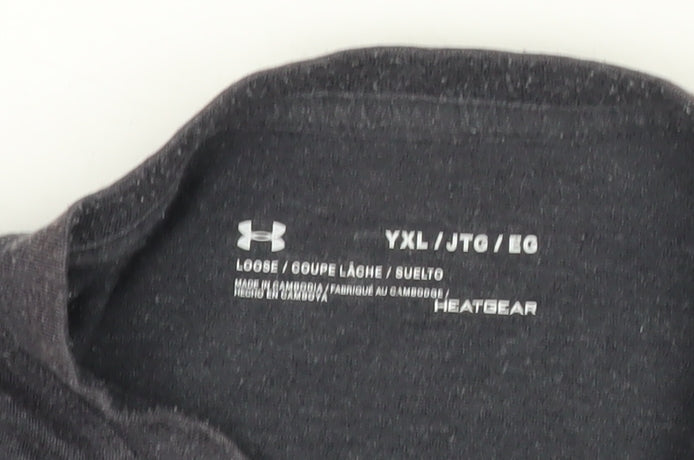 YXL / JTG / EG
LOOSE / COUPE LÂCHE / SUELTO
MADE IN CAMBODIA / FABRIQUÉ AU CAMBODGE /
HECHO EN CAMBOYA
HEATGEAR